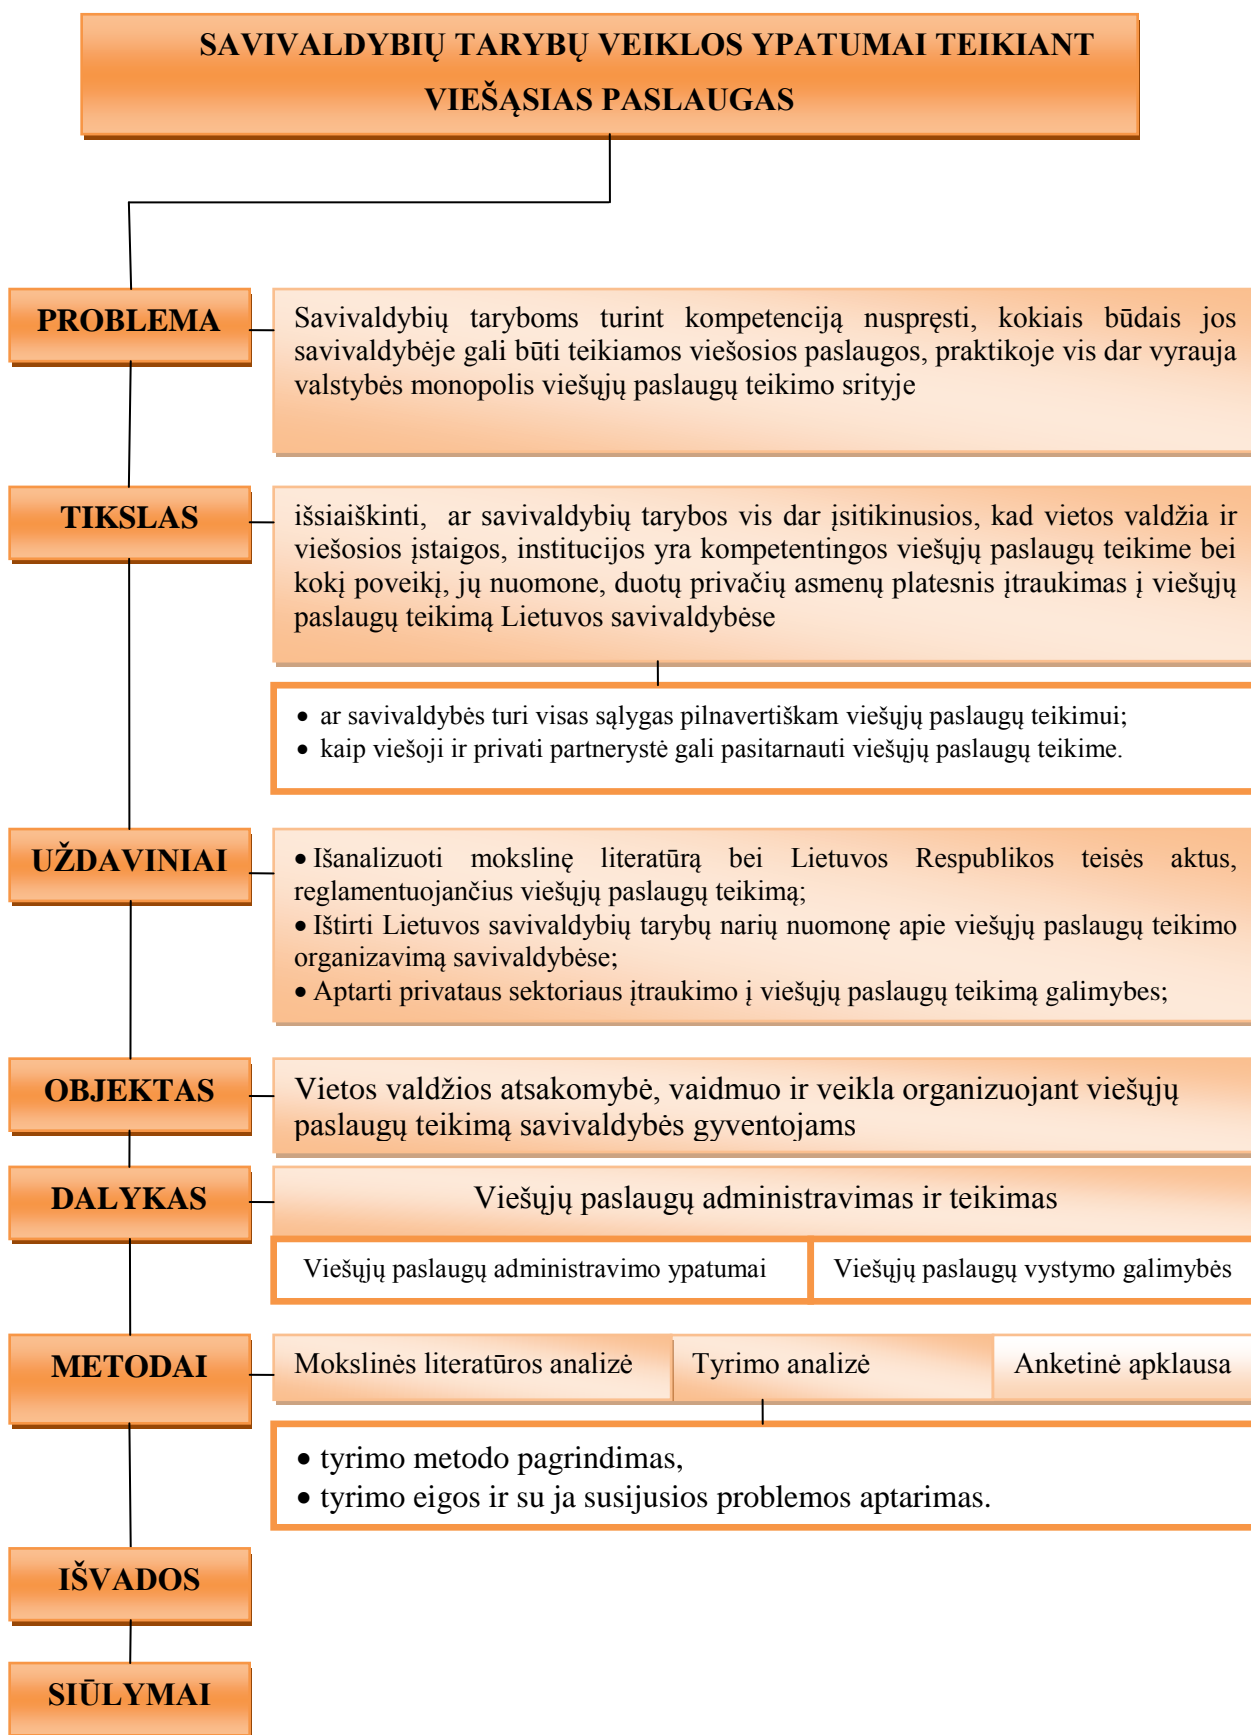 SAVIVALDYBIŲ TARYBŲ VEIKLOS YPATUMAI TEIKIANT
VIEŠĄSIAS PASLAUGAS
PROBLEMA
Savivaldybių taryboms turint kompetenciją nuspręsti, kokiais būdais jos
savivaldybėje gali būti teikiamos viešosios paslaugos, praktikoje vis dar vyrauja
valstybės monopolis viešųjų paslaugų teikimo srityje
TIKSLAS
išsiaiškinti, ar savivaldybių tarybos vis dar įsitikinusios, kad vietos valdžia ir
viešosios įstaigos, institucijos yra kompetentingos viešųjų paslaugų teikime bei
kokį poveikį, jų nuomone, duotų privačių asmenų platesnis įtraukimas į viešųjų
paslaugų teikimą Lietuvos savivaldybėse
• ar savivaldybės turi visas sąlygas pilnavertiškam viešųjų paslaugų teikimui;
• kaip viešoji ir privati partnerystė gali pasitarnauti viešųjų paslaugų teikime.
UŽDAVINIAI
• Išanalizuoti mokslinę literatūrą bei Lietuvos Respublikos teisės aktus,
reglamentuojančius viešųjų paslaugų teikimą;
• Ištirti Lietuvos savivaldybių tarybų narių nuomonę apie viešųjų paslaugų teikimo
organizavimą savivaldybėse;
• Aptarti privataus sektoriaus įtraukimo į viešųjų paslaugų teikimą galimybes;
OBJEKTAS
Vietos valdžios atsakomybė, vaidmuo ir veikla organizuojant viešųjų
paslaugų teikimą savivaldybės gyventojams
DALYKAS
Viešųjų paslaugų administravimas ir teikimas
Viešųjų paslaugų administravimo ypatumai
Viešųjų paslaugų vystymo galimybės
METODAI
Mokslinės literatūros analizė
Tyrimo analizė
Anketinė apklausa
• tyrimo metodo pagrindimas,
• tyrimo eigos ir su ja susijusios problemos aptarimas.
IŠVADOS
SIŪLYMAI